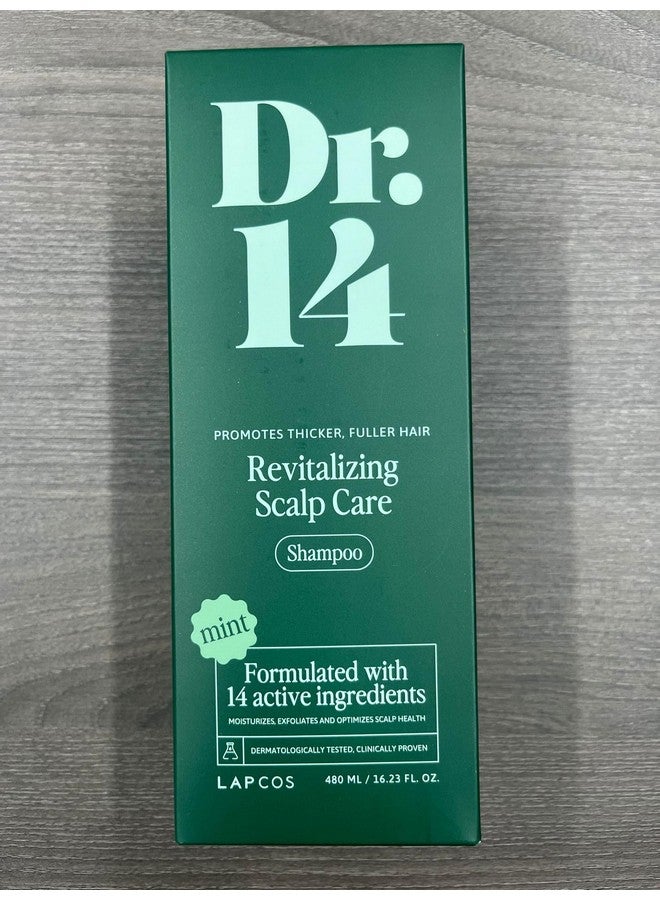 Dr.
14
PROMOTES THICKER, FULLER HAIR
Revitalizing
Scalp Care
Shampoo
mint
Formulated with
14 active ingredients
MOISTURIZES, EXFOLIATES AND OPTIMIZES SCALP HEALTH
DERMATOLOGICALLY TESTED, CLINICALLY PROVEN
LAPCOS 480 ML / 16.23 FL. OZ.